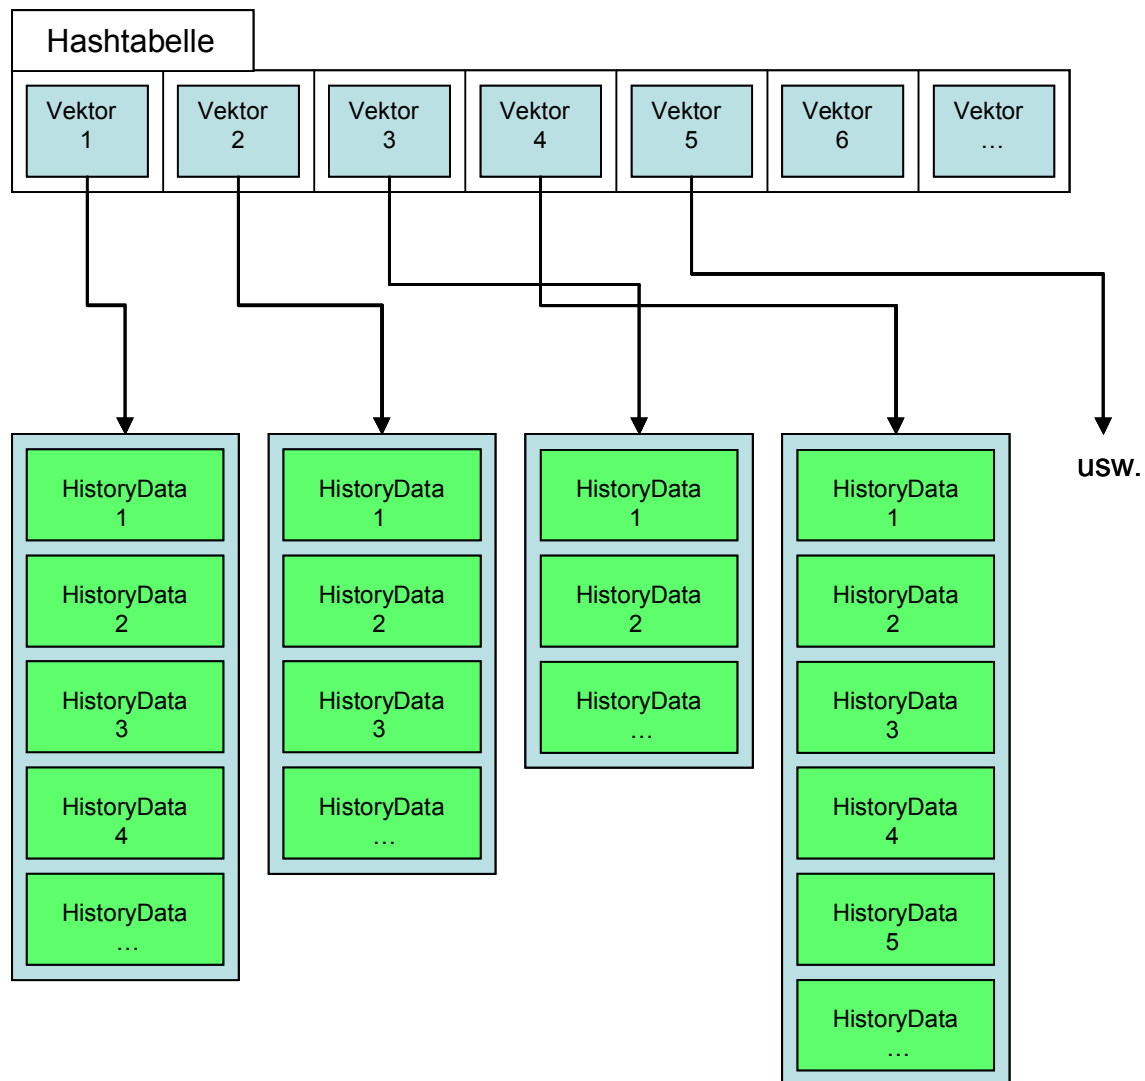 Hashtabelle
Vektor
1
Vektor
2
Vektor
3
Vektor
4
Vektor
5
Vektor
6
Vektor
…
usw.
HistoryData
1
HistoryData
2
HistoryData
3
HistoryData
4
HistoryData
…
HistoryData
1
HistoryData
2
HistoryData
3
HistoryData
…
HistoryData
1
HistoryData
2
HistoryData
…
HistoryData
1
HistoryData
2
HistoryData
3
HistoryData
4
HistoryData
5
HistoryData
…